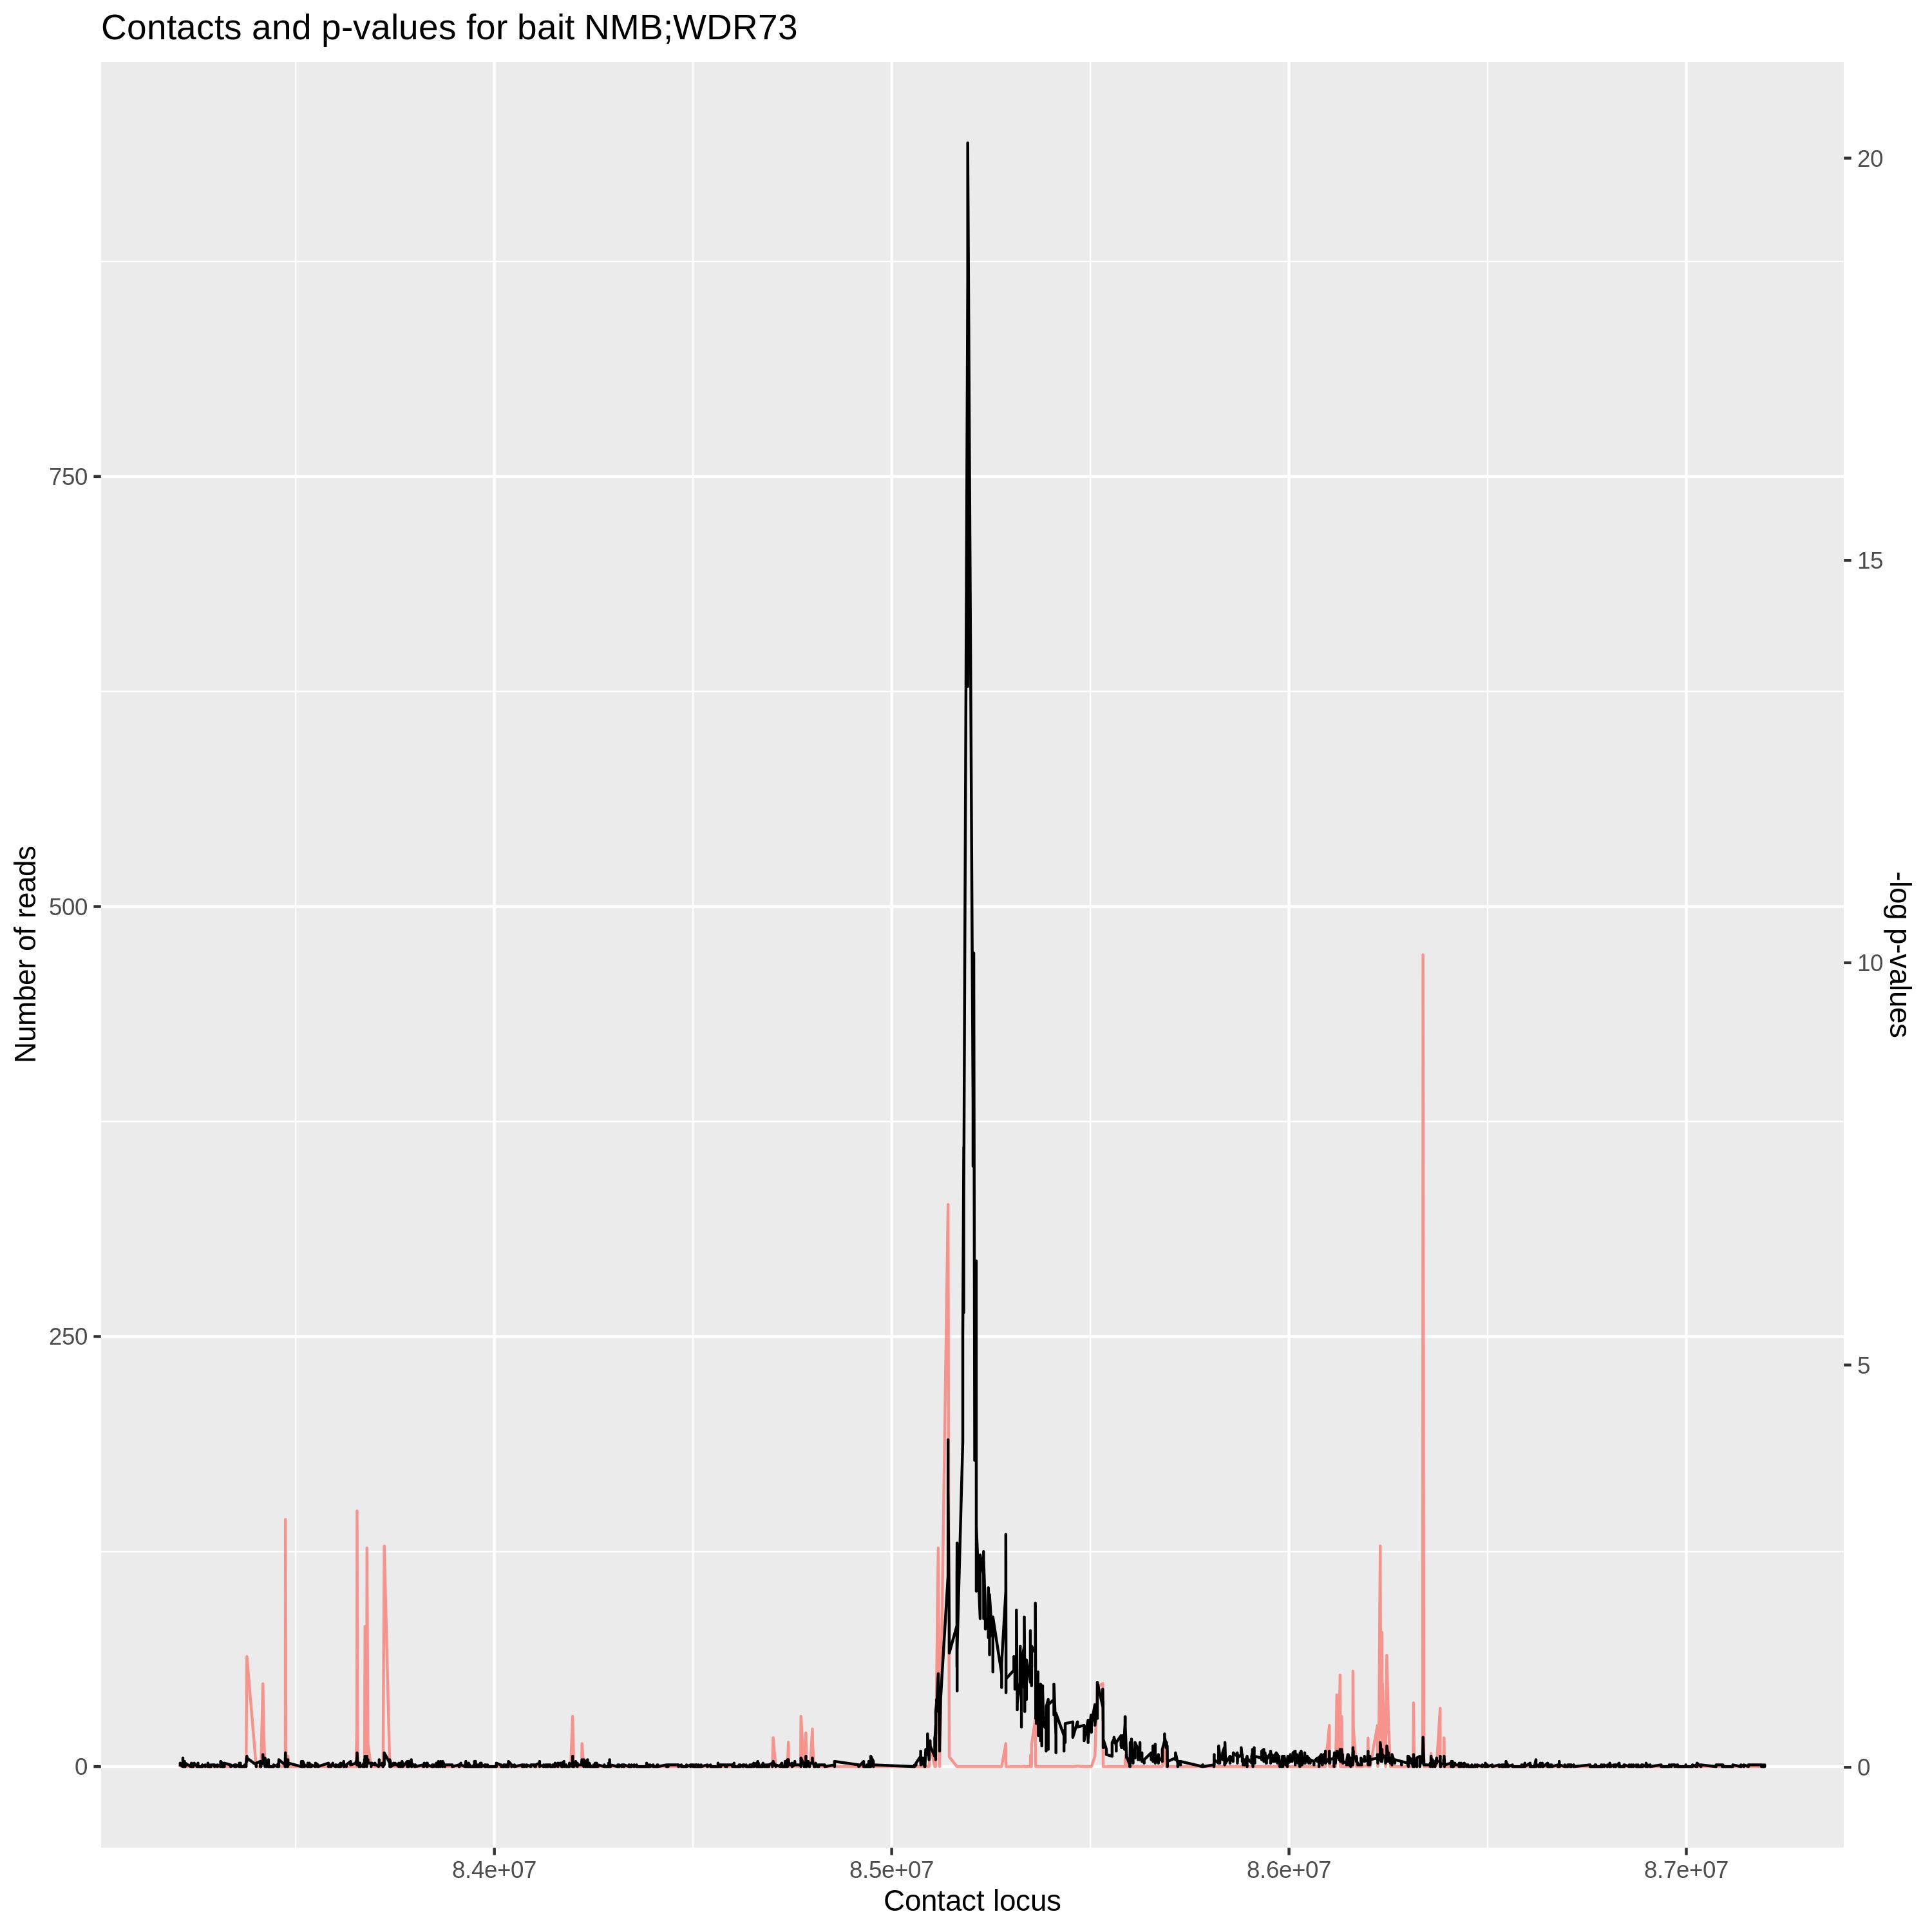 Contacts and p-values for bait NMB;WDR73
Number of reads
750
500
250
0
20
15
10
5
0
-log p-values
8.4e+07
8.5e+07
8.6e+07
8.7e+07
Contact locus